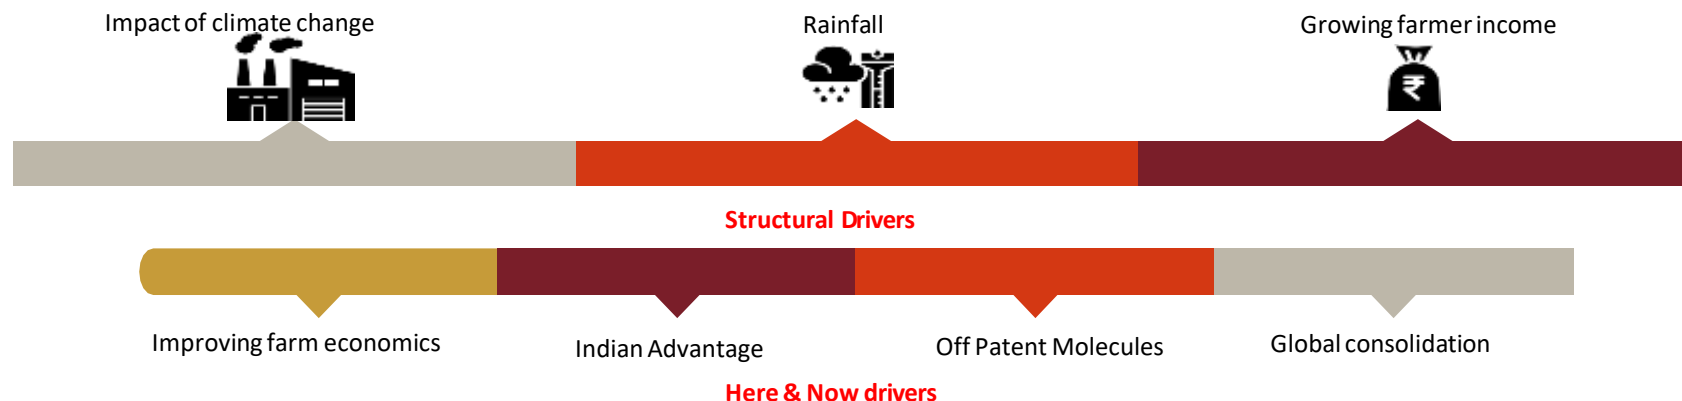 Impact of climate change
Rainfall
Growing farmer income
₹
Structural Drivers
Improving farm economics
Indian Advantage
Off Patent Molecules
Global consolidation
Here & Now drivers